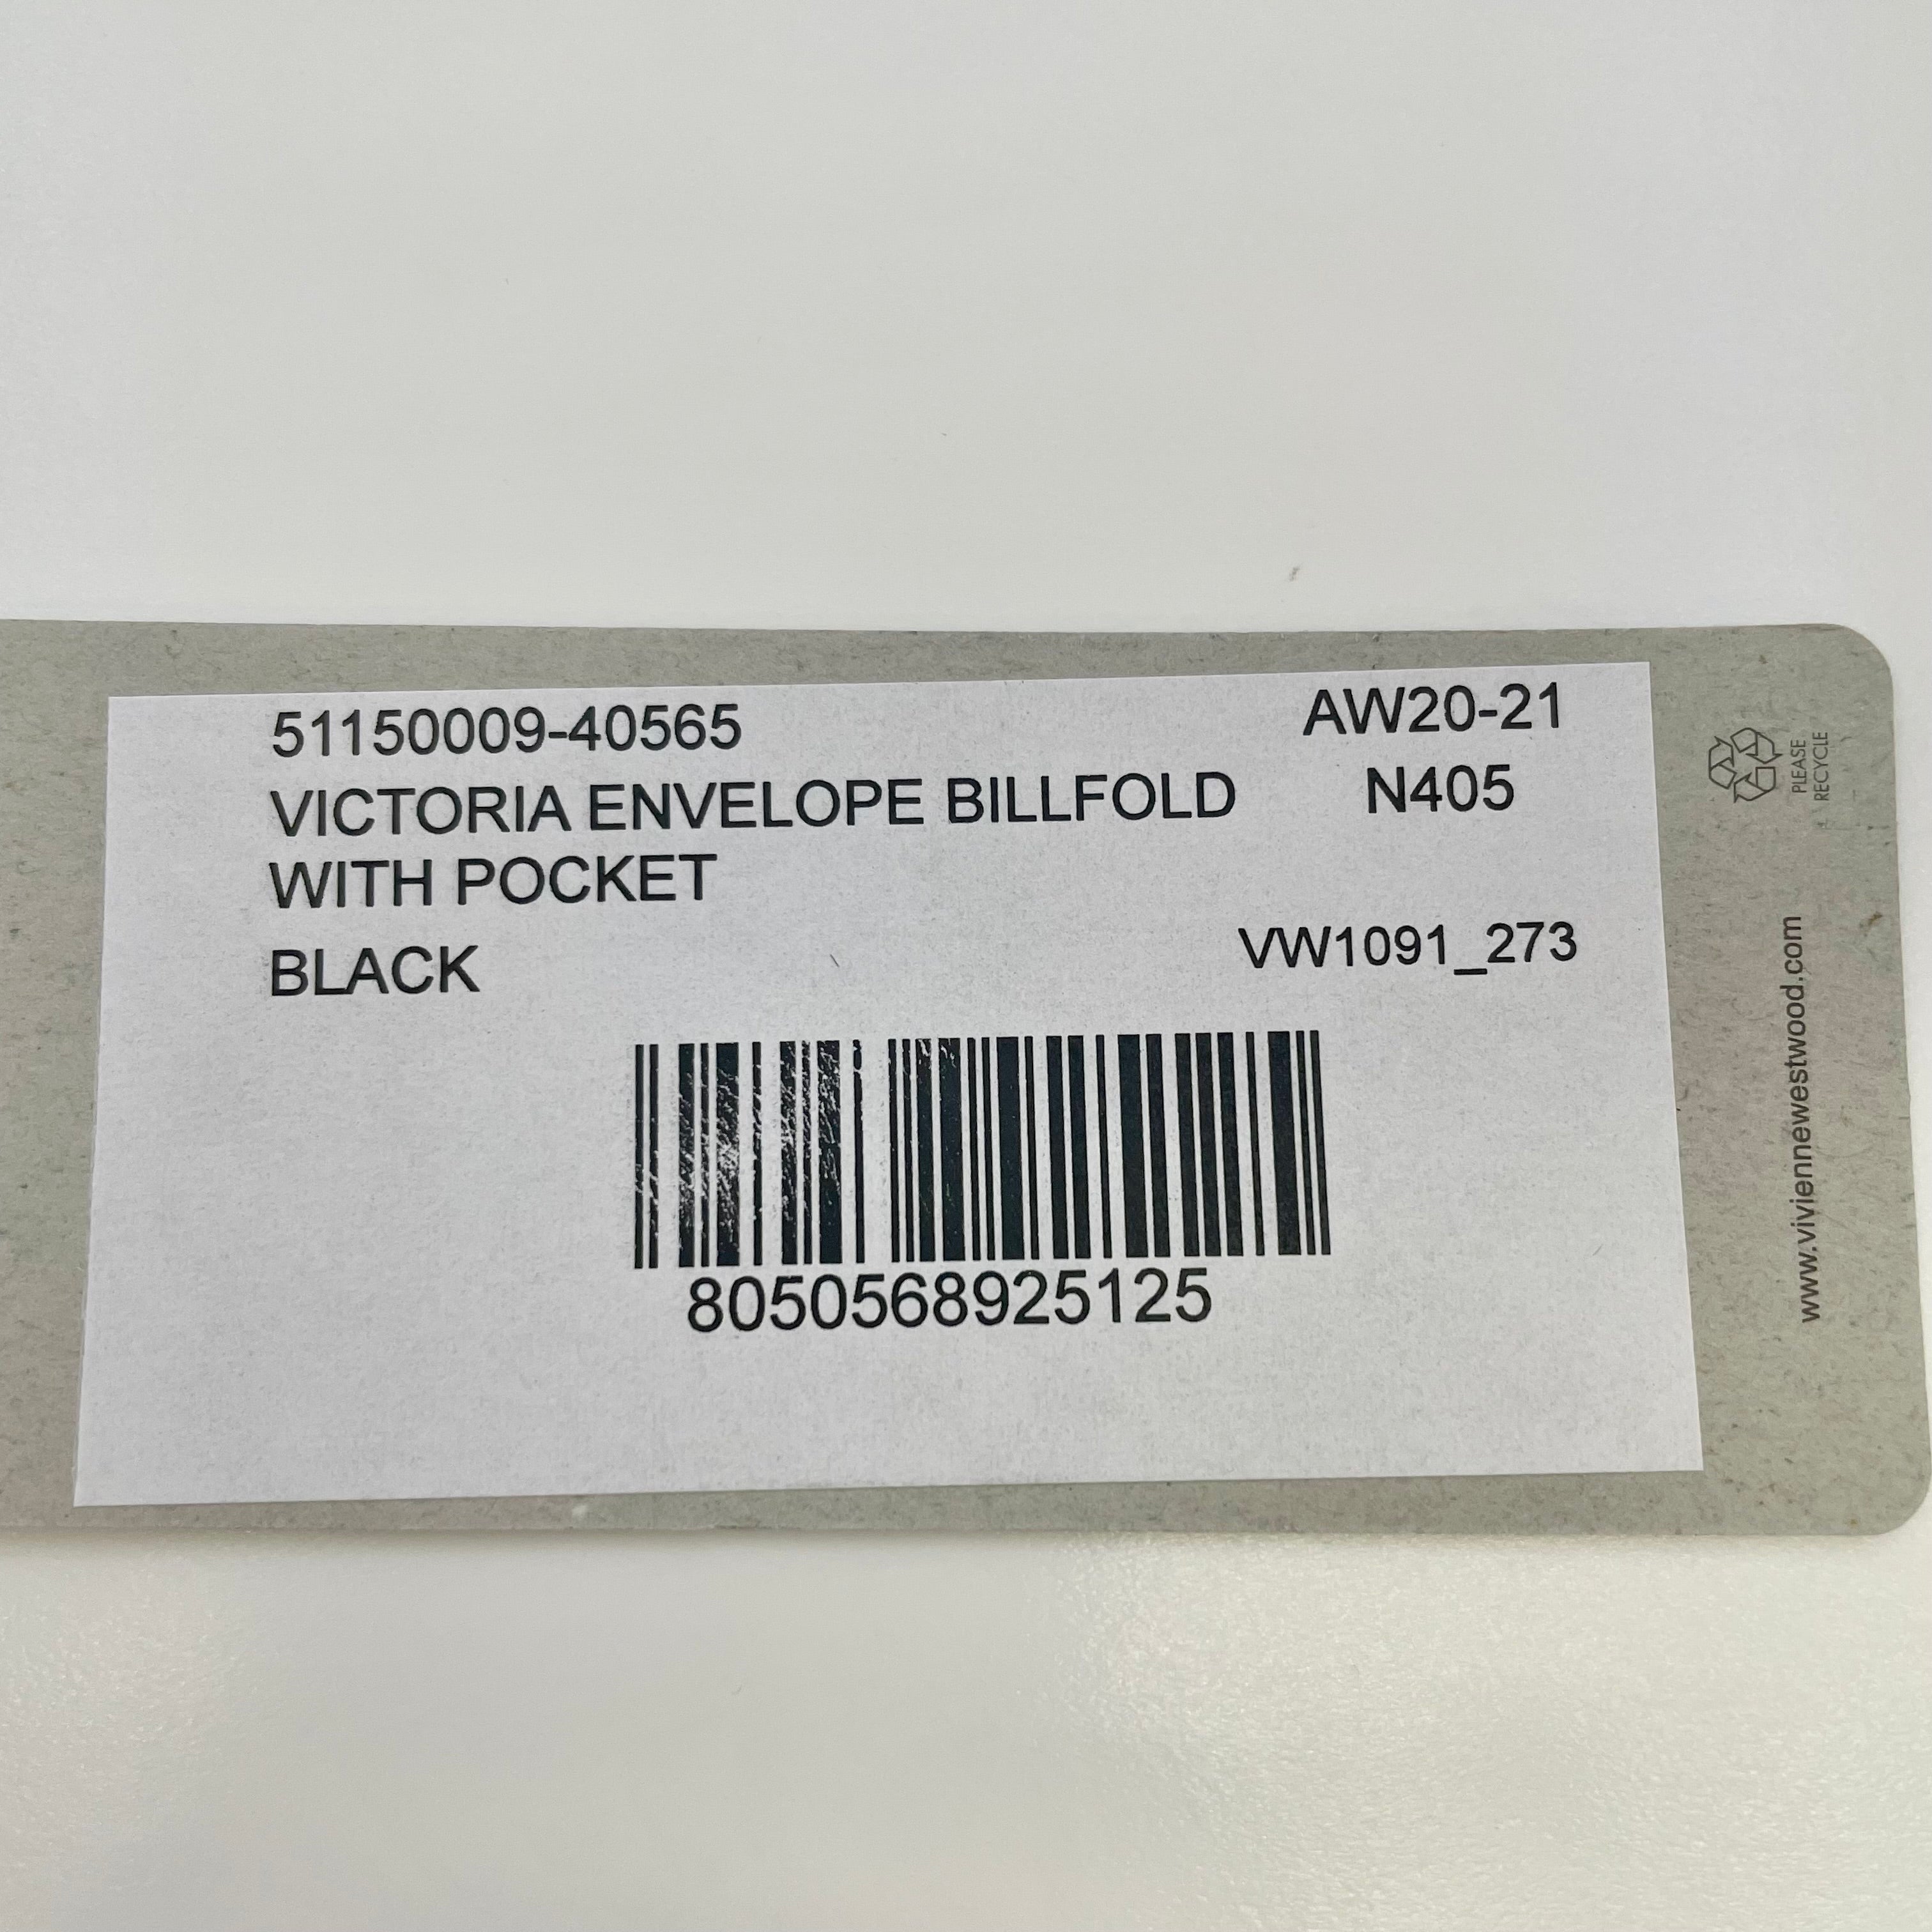 51150009-40565 AW20-21
VICTORIA ENVELOPE BILLFOLD N405
WITH POCKET
BLACK VW1091_273
8050568925125
PLEASE
RECYCLE
www.viviennewestwood.com